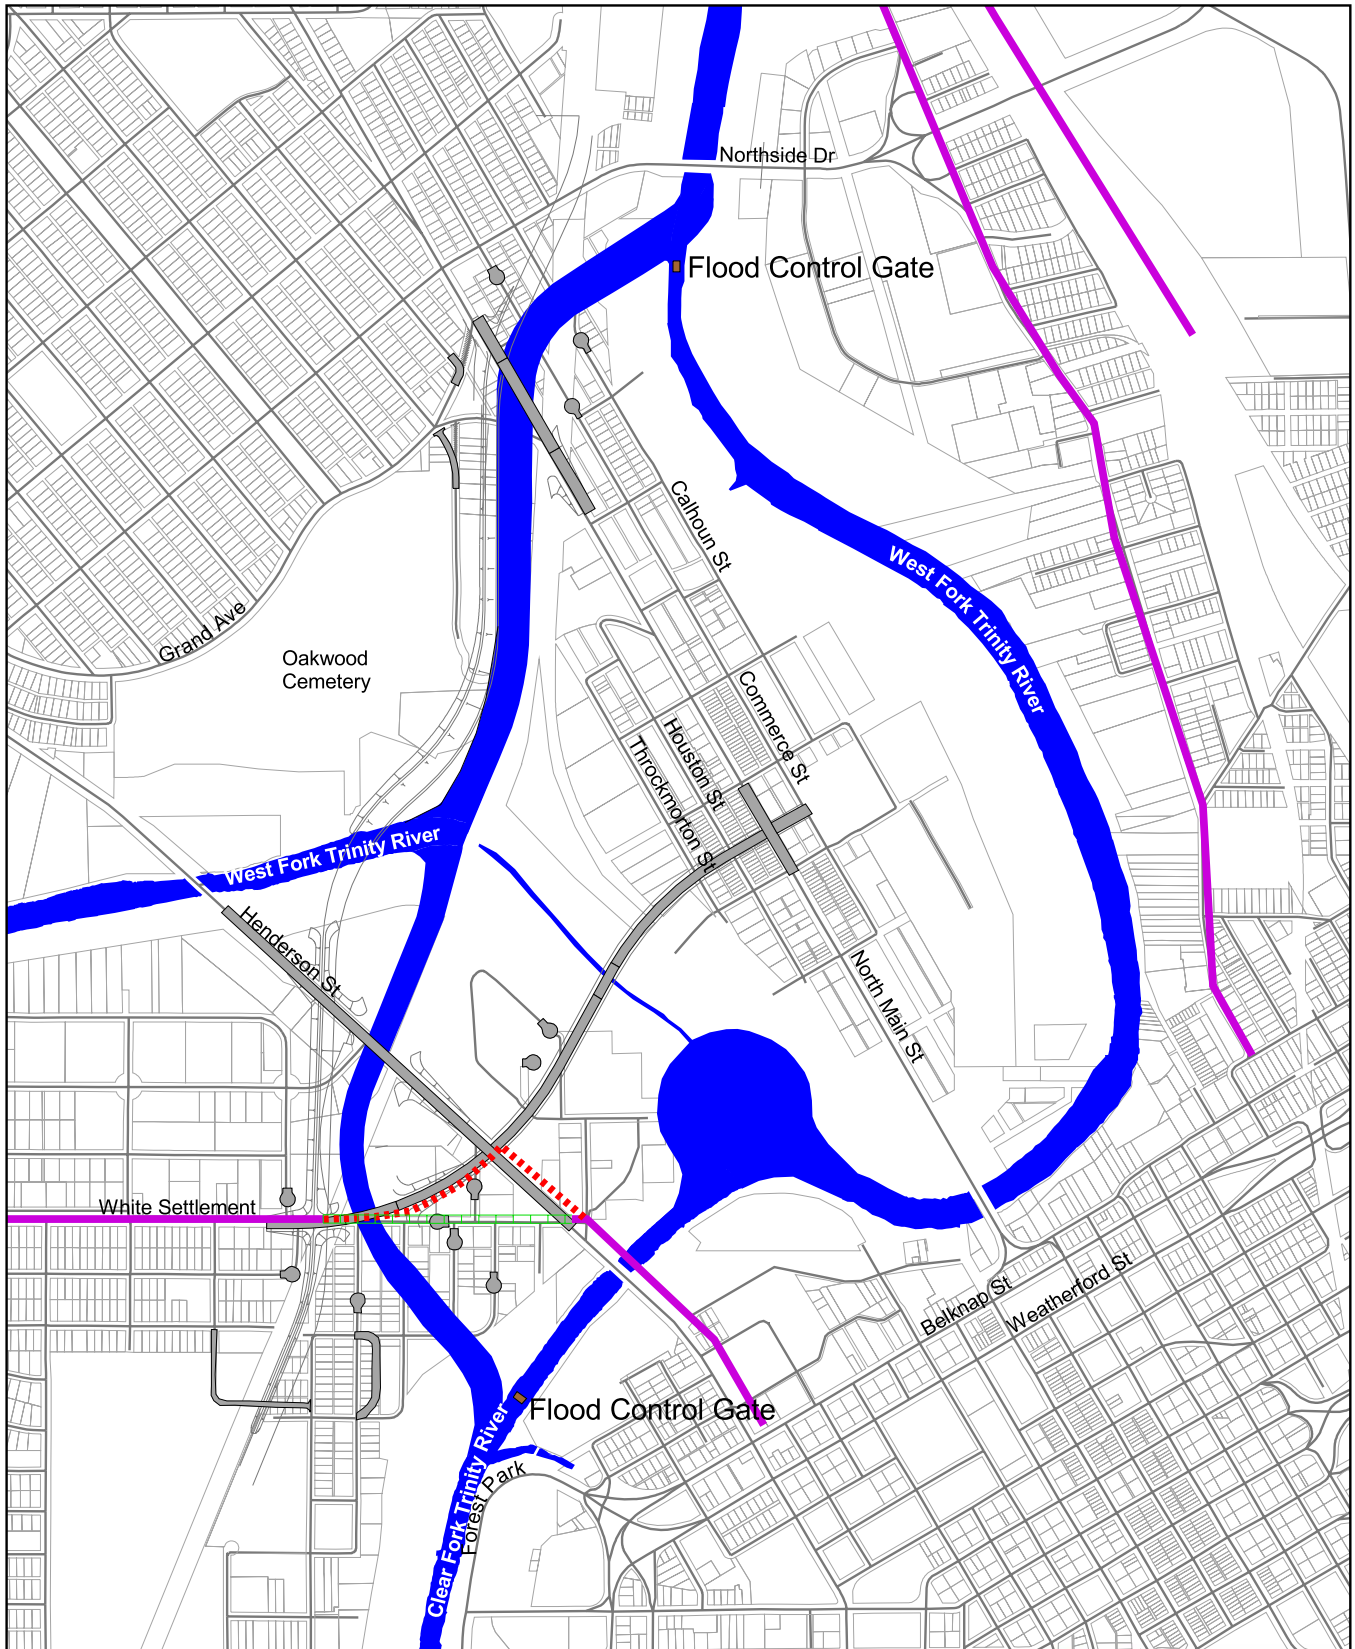 Northside Dr
Flood Control Gate
Calhoun St
West Fork Trinity River
Grand Ave
Oakwood
Cemetery
Commerce St
Houston St
Throckmorton St
West Fork Trinity River
Henderson St
North Main St
White Settlement
Belknap St
Weatherford St
Flood Control Gate
Clear Fork Trinity River
Forest Park